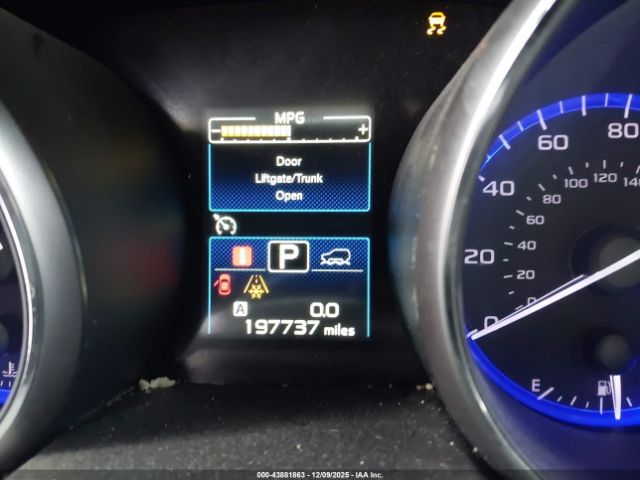 MPG
- +
Door
Liftgate/Trunk
Open
P
A 0.0
197737 miles
0 20 40 60 80
0 20 40 60 80 100 120 140
E
000-43881863 | 12/09/2025 | IAA Inc.